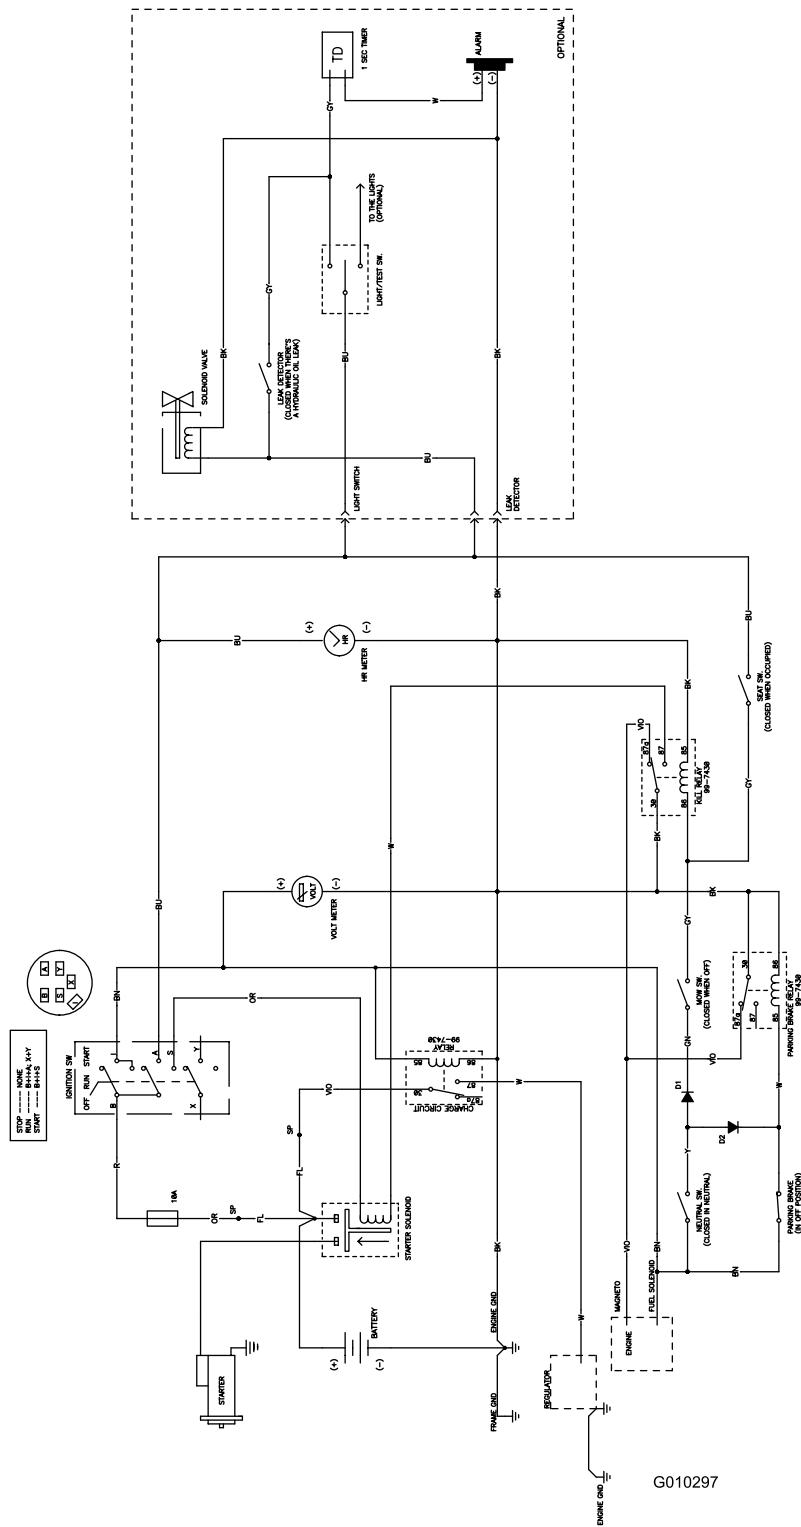 OPTIONAL
TD
1 SEC TIMER
ALARM
(+)
(-)
GY
W
TO THE LIGHTS
(OPTIONAL)
LIGHT/TEST SW.
GY
BK
SOLENOID VALVE
LEAK DETECTOR
(CLOSED WHEN THERE'S
A HYDRAULIC OIL LEAK)
BU
BK
BU
LIGHT SWITCH
LEAK
DETECTOR
BK
BU
(+)
HR
(-)
HR METER
BU
SEAT SW.
(CLOSED WHEN OCCUPIED)
BK
VIO
87a
87
30
85
86
KILL RELAY
99-7430
GY
W
BK
(+)
VOLT
(-)
VOLT METER
BU
BK
GY
BN
OR
A
Y
B
S
X
I
STOP ------ NONE
RUN ------ B+I+A; X+Y
START ---- B+I+S
IGNITION SW
OFF
RUN
START
B
I
A
S
X
Y
MOW SW.
(CLOSED WHEN OFF)
30
86
87a
87
85
PARKING BRAKE RELAY
99-7430
VIO
GN
W
CHARGE CIRCUIT
RELAY
99-7430
85
86
30
87
87a
VIO
W
D1
D2
SP
R
10A
FL
OR
SP
FL
STARTER SOLENOID
Y
NEUTRAL SW.
(CLOSED IN NEUTRAL)
PARKING BRAKE
(IN OFF POSITION)
BK
VIO
BN
BN
MAGNETO
FUEL SOLENOID
ENGINE
ENGINE GND
BATTERY
(+)
(-)
W
STARTER
FRAME GND
REGULATOR
ENGINE GND
G010297